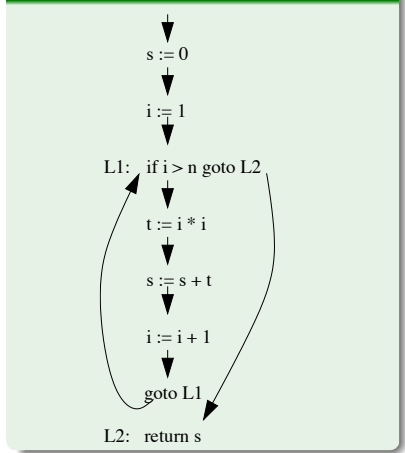 s := 0
i := 1
L1: if i > n goto L2
t := i * i
s := s + t
i := i + 1
goto L1
L2: return s